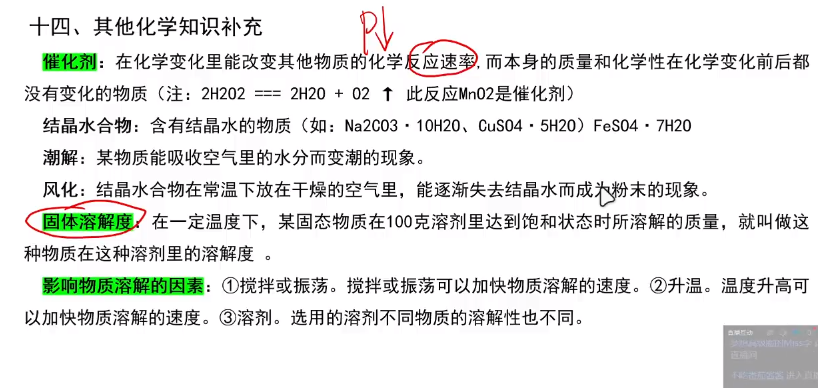 十四、其他化学知识补充
催化剂：在化学变化里能改变其他物质的化学反应速率,而本身的质量和化学性在化学变化前后都
没有变化的物质（注：2H2O2 === 2H2O + O2 ↑ 此反应MnO2是催化剂）
结晶水合物：含有结晶水的物质（如：Na2CO3・10H2O、CuSO4・5H2O）FeSO4・7H2O
潮解：某物质能吸收空气里的水分而变潮的现象。
风化：结晶水合物在常温下放在干燥的空气里，能逐渐失去结晶水而成为粉末的现象。
固体溶解度：在一定温度下，某固态物质在100克溶剂里达到饱和状态时所溶解的质量，就叫做这
种物质在这种溶剂里的溶解度 。
影响物质溶解的因素：①搅拌或振荡。搅拌或振荡可以加快物质溶解的速度。②升温。温度升高可
以加快物质溶解的速度。③溶剂。选用的溶剂不同物质的溶解性也不同。